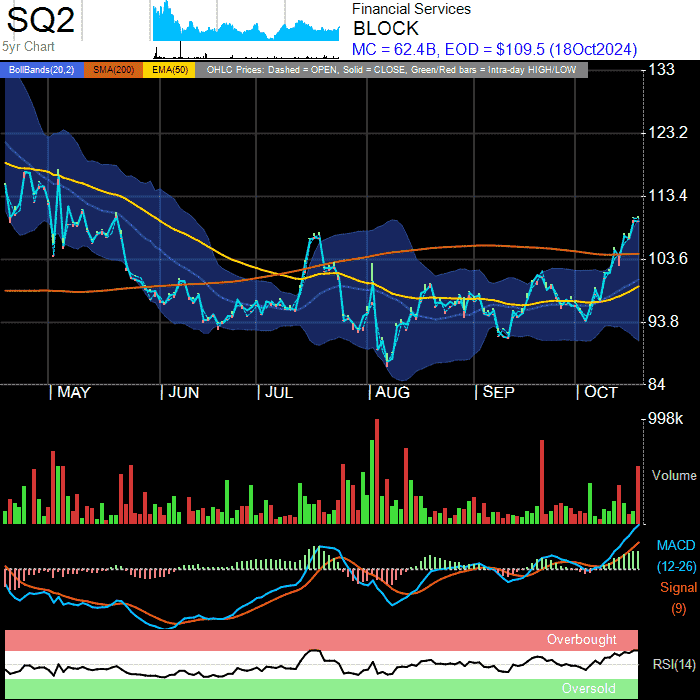 SQ2
5yr Chart
Financial Services
BLOCK
MC = 62.4B, EOD = $109.5 (18Oct2024)
BollBands(20,2) SMA(200) EMA(50) OHLC Prices: Dashed = OPEN, Solid = CLOSE, Green/Red bars = Intra-day HIGH/LOW
133
123.2
113.4
103.6
93.8
84
| MAY | JUN | JUL | AUG | SEP | OCT
998k
Volume
MACD
(12-26)
Signal
(9)
Overbought
RSI(14)
Oversold